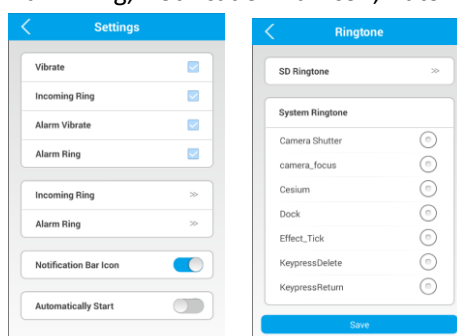 Settings
Vibrate
Incoming Ring
Alarm Vibrate
Alarm Ring
Incoming Ring
Alarm Ring
Notification Bar Icon
Automatically Start
Ringtone
SD Ringtone
System Ringtone
Camera Shutter
camera_focus
Cesium
Dock
Effect_Tick
KeypressDelete
KeypressReturn
Save